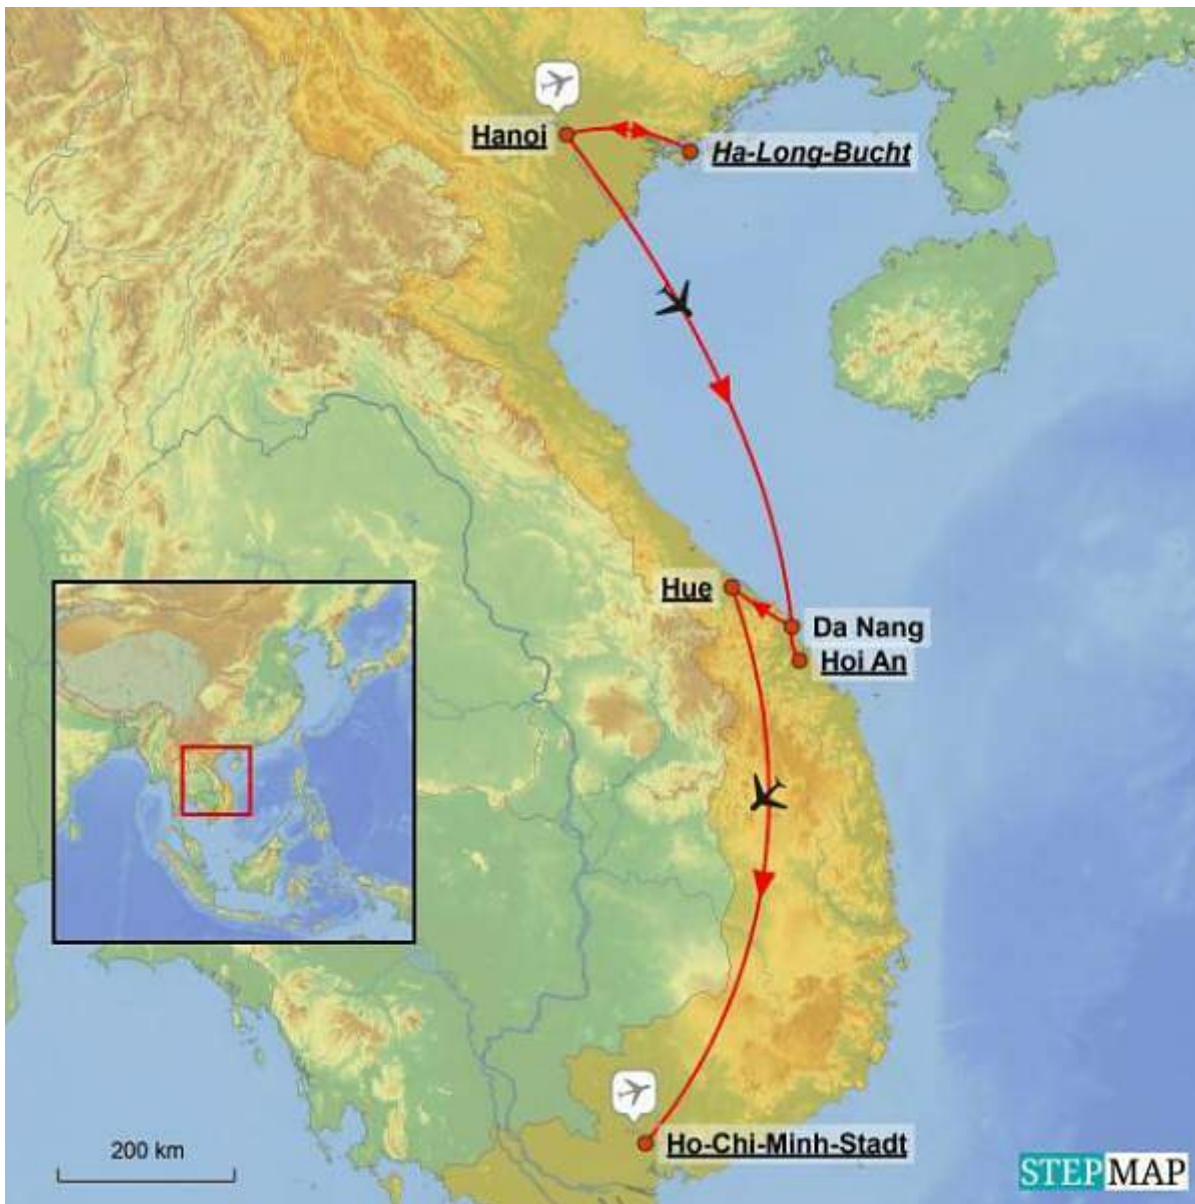 Hanoi
Ha-Long-Bucht
Hue
Da Nang
Hoi An
200 km
Ho-Chi-Minh-Stadt
STEPMAP